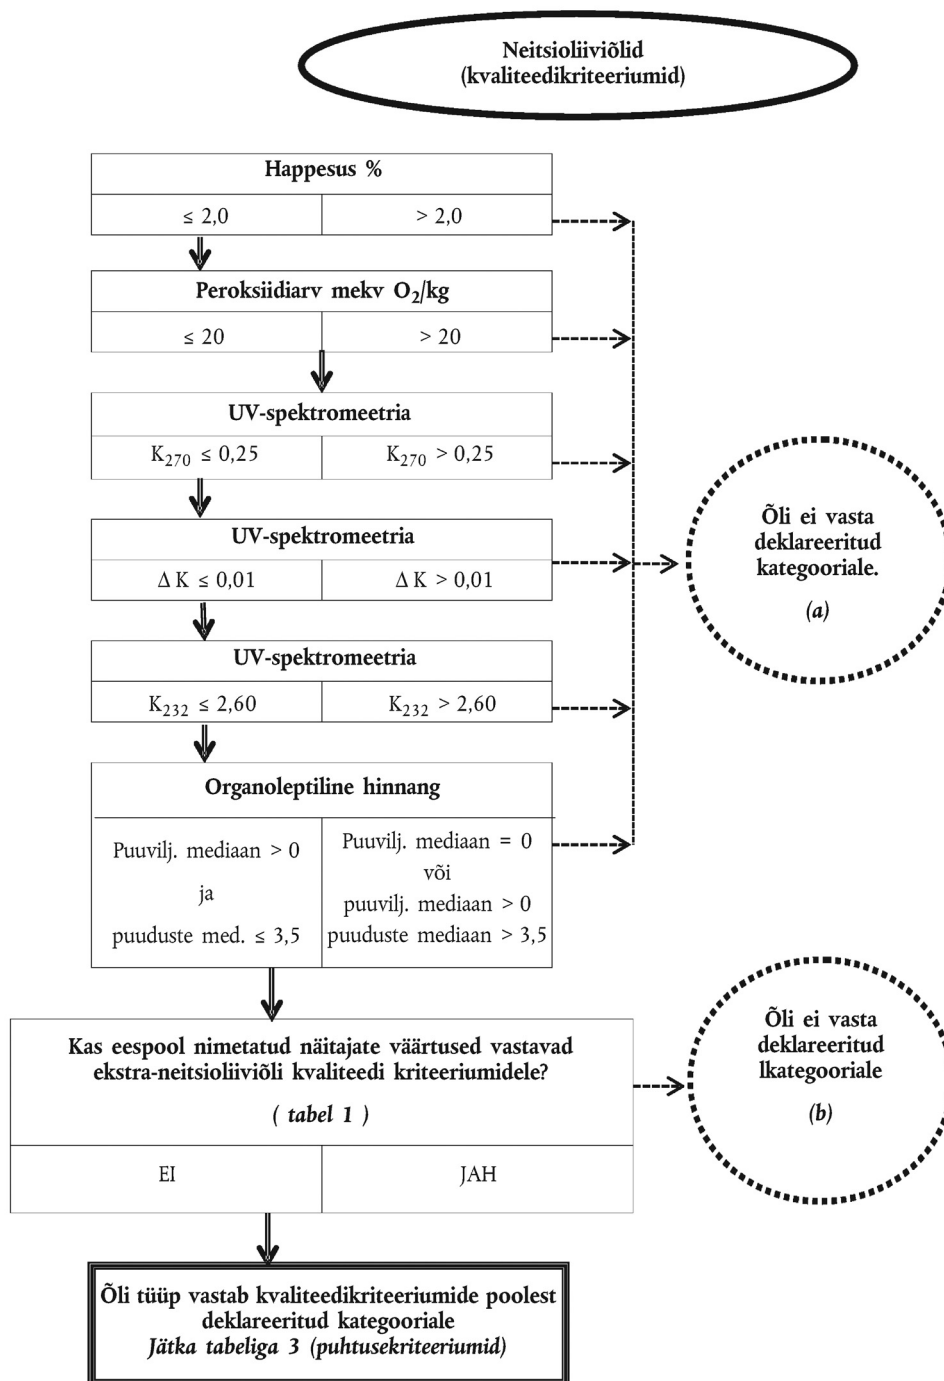 Neitsioliiviõlid
(kvaliteedikriteeriumid)
Happesus %
≤ 2,0
> 2,0
Peroksiidiarv mekv O₂/kg
≤ 20
> 20
UV-spektromeetria
K₂₇₀ ≤ 0,25
K₂₇₀ > 0,25
UV-spektromeetria
Δ K ≤ 0,01
Δ K > 0,01
UV-spektromeetria
K₂₃₂ ≤ 2,60
K₂₃₂ > 2,60
Organoleptiline hinnang
Puuvilj. mediaan > 0
ja
puuduste med. ≤ 3,5
Puuvilj. mediaan = 0
või
puuvilj. mediaan > 0
puuduste mediaan > 3,5
Õli ei vasta
deklareeritud
kategooriale.
(a)
Kas eespool nimetatud näitajate väärtused vastavad
ekstra-neitsioliiviõli kvaliteedi kriteeriumidele?
( tabel 1 )
EI
JAH
Õli ei vasta
deklareeritud
lkategooriale
(b)
Õli tüüp vastab kvaliteedikriteeriumide poolest
deklareeritud kategooriale
Jätka tabeliga 3 (puhtusekriteeriumid)